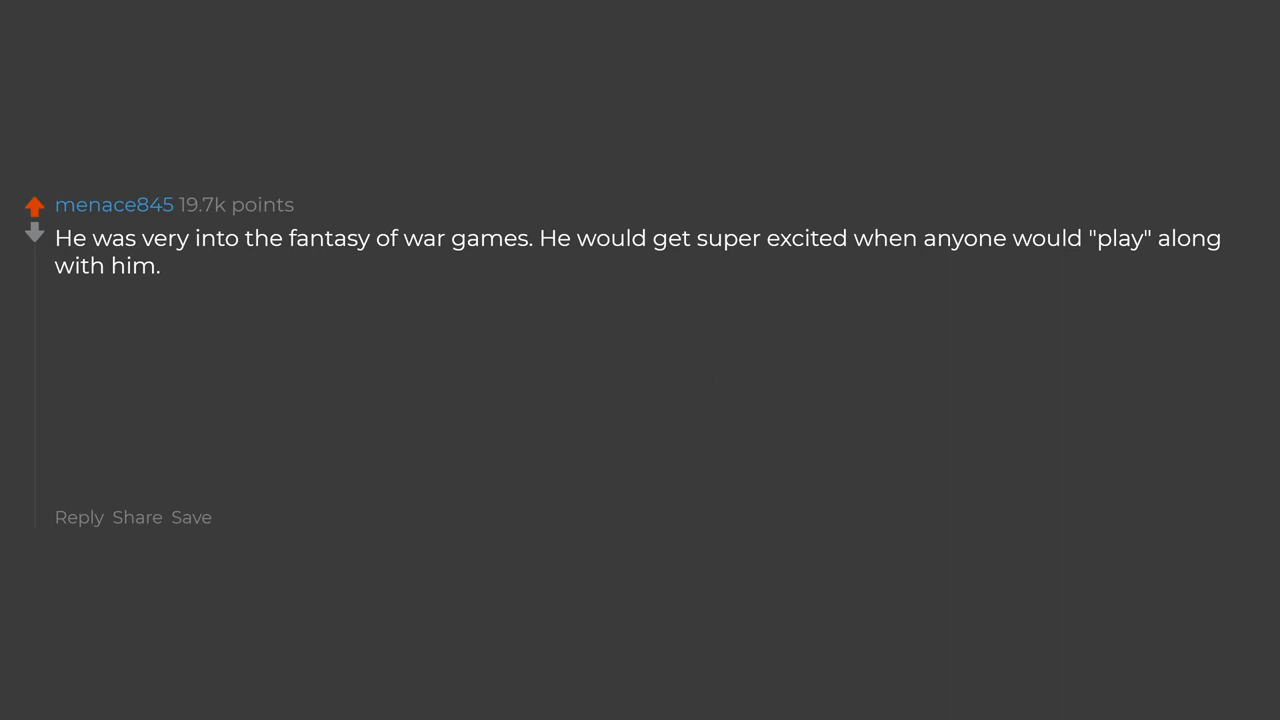 menace845 19.7k points
He was very into the fantasy of war games. He would get super excited when anyone would "play" along
with him.
Reply Share Save